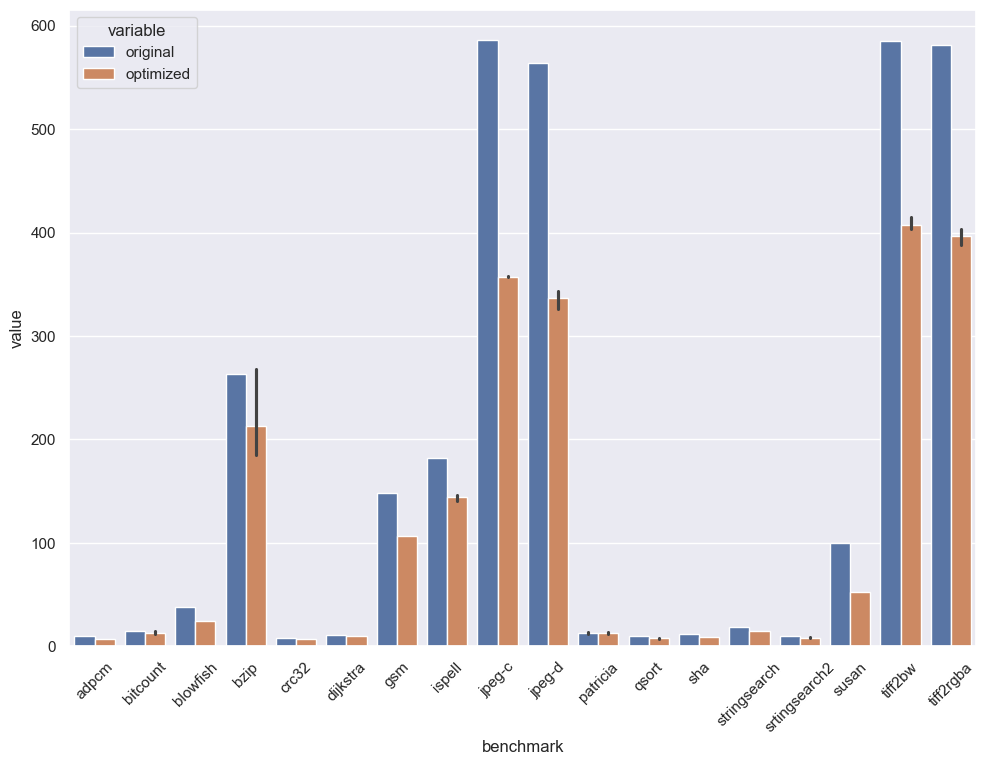 600
500
400
300
200
100
0
value
variable
original
optimized
adpcm
bitcount
blowfish
bzip
crc32
dijkstra
gsm
ispell
jpeg-c
jpeg-d
patricia
qsort
sha
stringsearch
srtingsearch2
susan
tiff2bw
tiff2rgba
benchmark